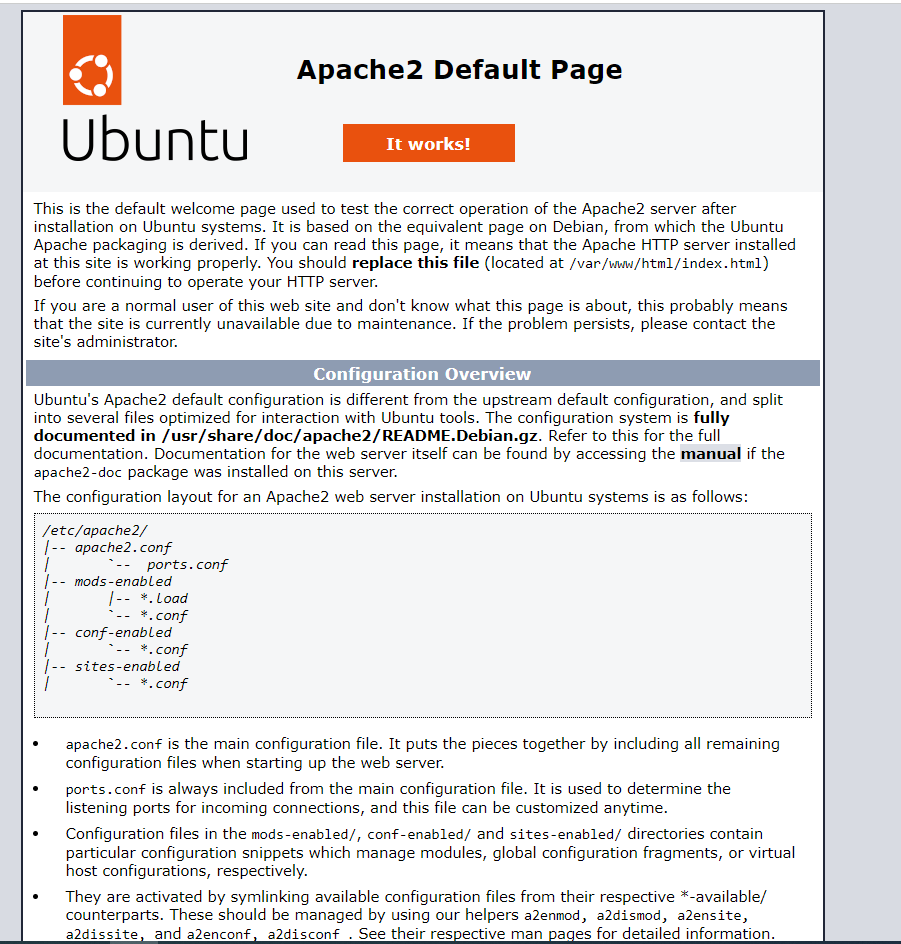 Apache2 Default Page
Ubuntu
It works!
This is the default welcome page used to test the correct operation of the Apache2 server after
installation on Ubuntu systems. It is based on the equivalent page on Debian, from which the Ubuntu
Apache packaging is derived. If you can read this page, it means that the Apache HTTP server installed
at this site is working properly. You should replace this file (located at /var/www/html/index.html)
before continuing to operate your HTTP server.
If you are a normal user of this web site and don't know what this page is about, this probably means
that the site is currently unavailable due to maintenance. If the problem persists, please contact the
site's administrator.
Configuration Overview
Ubuntu's Apache2 default configuration is different from the upstream default configuration, and split
into several files optimized for interaction with Ubuntu tools. The configuration system is fully
documented in /usr/share/doc/apache2/README.Debian.gz. Refer to this for the full
documentation. Documentation for the web server itself can be found by accessing the manual if the
apache2-doc package was installed on this server.
The configuration layout for an Apache2 web server installation on Ubuntu systems is as follows:
/etc/apache2/
|-- apache2.conf
|       `--  ports.conf
|-- mods-enabled
|       |-- *.load
|       `-- *.conf
|-- conf-enabled
|       `-- *.conf
|-- sites-enabled
|       `-- *.conf
• apache2.conf is the main configuration file. It puts the pieces together by including all remaining
configuration files when starting up the web server.
• ports.conf is always included from the main configuration file. It is used to determine the
listening ports for incoming connections, and this file can be customized anytime.
• Configuration files in the mods-enabled/, conf-enabled/ and sites-enabled/ directories contain
particular configuration snippets which manage modules, global configuration fragments, or virtual
host configurations, respectively.
• They are activated by symlinking available configuration files from their respective *-available/
counterparts. These should be managed by using our helpers a2enmod, a2dismod, a2ensite,
a2dissite, and a2enconf, a2disconf . See their respective man pages for detailed information.